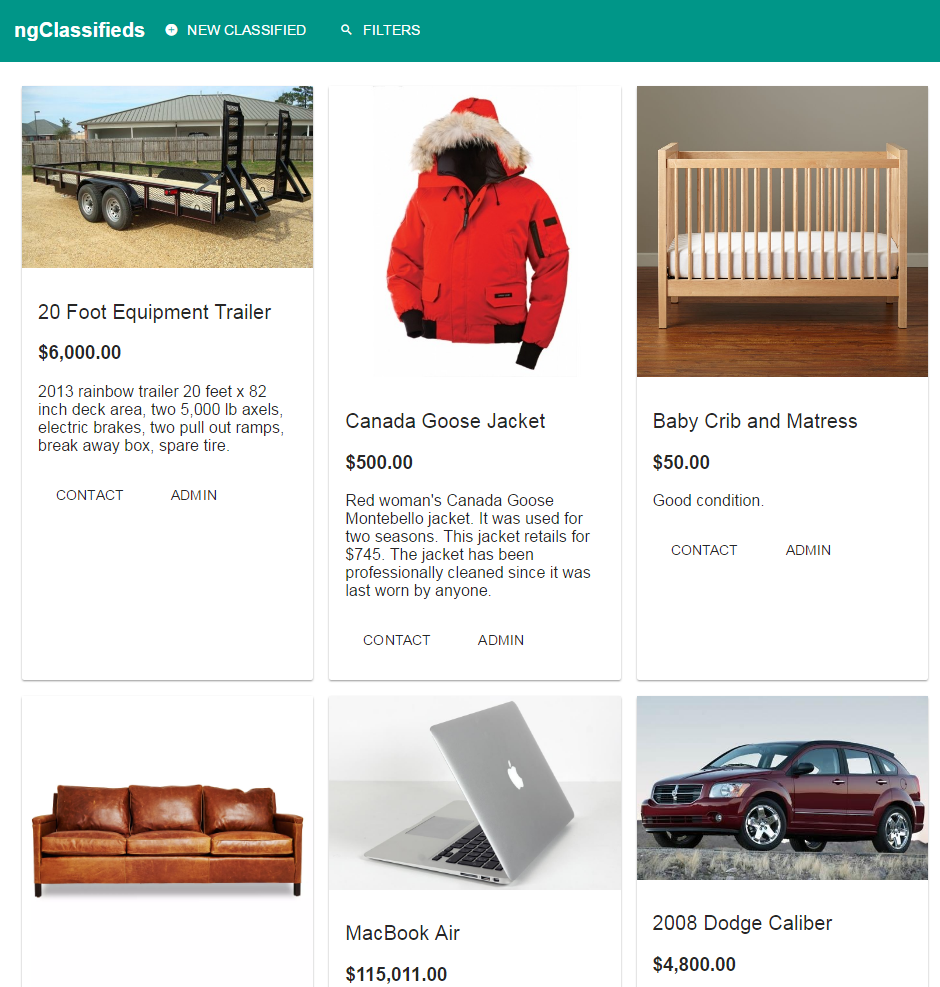 ngClassifieds NEW CLASSIFIED FILTERS
20 Foot Equipment Trailer
$6,000.00
2013 rainbow trailer 20 feet x 82
inch deck area, two 5,000 lb axels,
electric brakes, two pull out ramps,
break away box, spare tire.
CONTACT ADMIN
Canada Goose Jacket
$500.00
Red woman's Canada Goose
Montebello jacket. It was used for
two seasons. This jacket retails for
$745. The jacket has been
professionally cleaned since it was
last worn by anyone.
CONTACT ADMIN
Baby Crib and Matress
$50.00
Good condition.
CONTACT ADMIN
MacBook Air
$115,011.00
2008 Dodge Caliber
$4,800.00